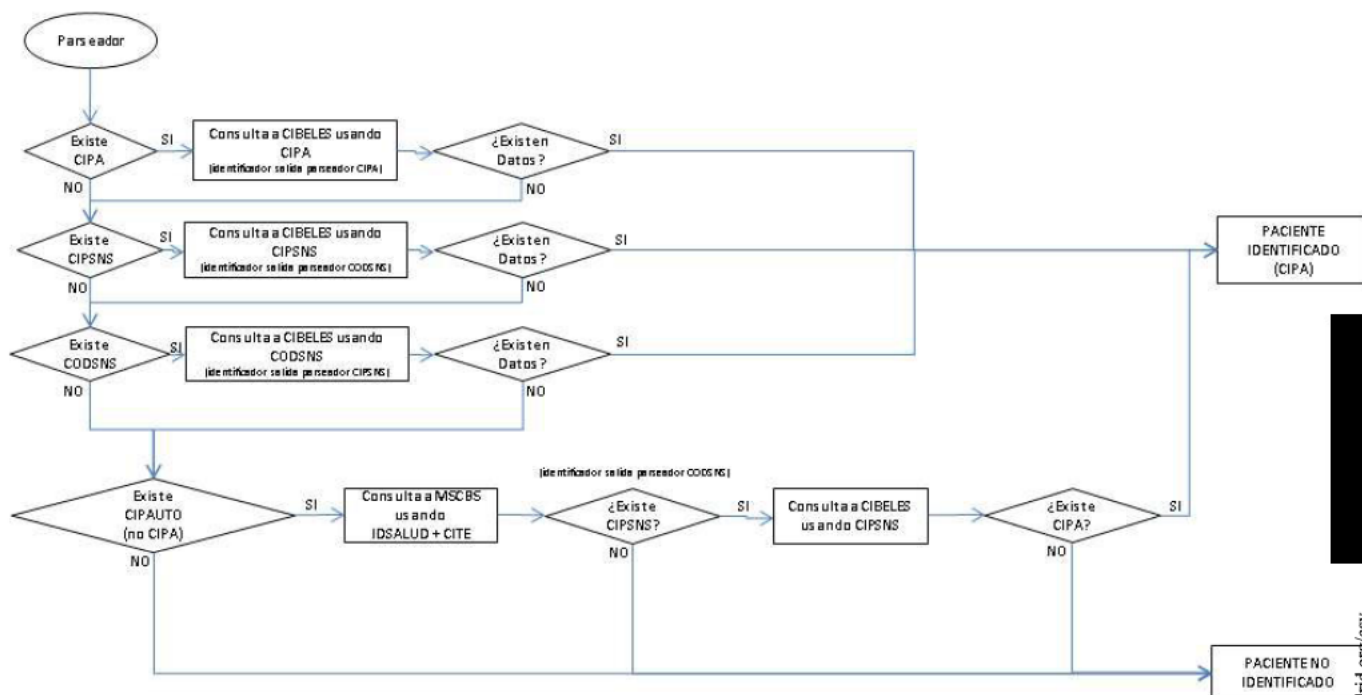 Parseador
Existe
CIPA
SI
Consulta a CIBELES usando
CIPA
(identificador salida parseador CIPA)
¿Existen
Datos?
SI
NO
NO
Existe
CIPSNS
SI
Consulta a CIBELES usando
CIPSNS
(identificador salida parseador CODSNS)
¿Existen
Datos?
SI
NO
NO
PACIENTE
IDENTIFICADO
(CIPA)
Existe
CODSNS
SI
Consulta a CIBELES usando
CODSNS
(identificador salida parseador CIPSNS)
¿Existen
Datos?
SI
NO
NO
(identificador salida parseador CODSNS)
Existe
CIPAUTO
(no CIPA)
SI
Consulta a MSCBS
usando
IDSALUD + CITE
¿Existe
CIPSNS?
SI
Consulta a CIBELES
usando CIPSNS
¿Existe
CIPA?
SI
NO
NO
NO
PACIENTE NO
IDENTIFICADO